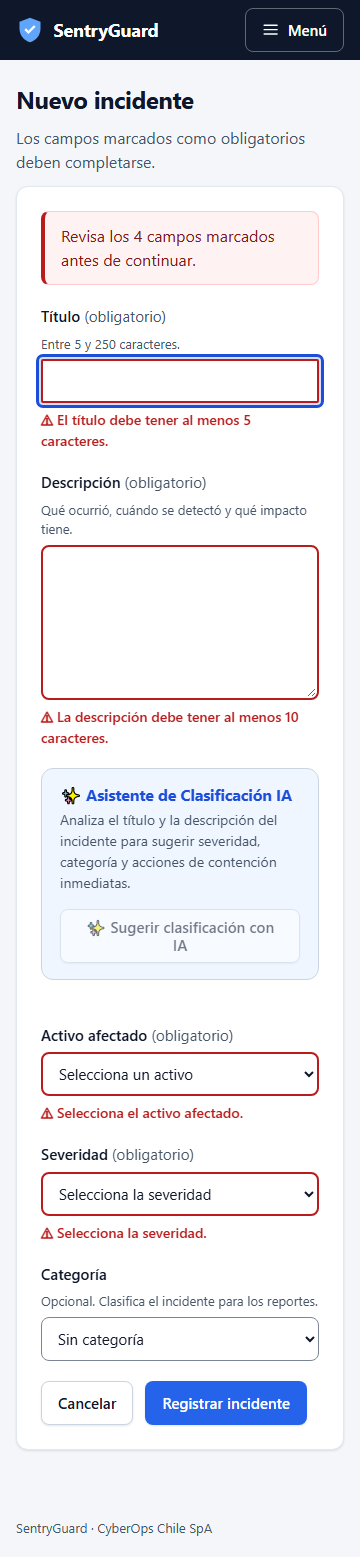 SentryGuard
Menú
Nuevo incidente
Los campos marcados como obligatorios
deben completarse.
Revisa los 4 campos marcados
antes de continuar.
Título (obligatorio)
Entre 5 y 250 caracteres.
⚠ El título debe tener al menos 5
caracteres.
Descripción (obligatorio)
Qué ocurrió, cuándo se detectó y qué impacto
tiene.
⚠ La descripción debe tener al menos 10
caracteres.
✨ Asistente de Clasificación IA
Analiza el título y la descripción del
incidente para sugerir severidad,
categoría y acciones de contención
inmediatas.
✨ Sugerir clasificación con
IA
Activo afectado (obligatorio)
Selecciona un activo
⚠ Selecciona el activo afectado.
Severidad (obligatorio)
Selecciona la severidad
⚠ Selecciona la severidad.
Categoría
Opcional. Clasifica el incidente para los reportes.
Sin categoría
Cancelar
Registrar incidente
SentryGuard · CyberOps Chile SpA